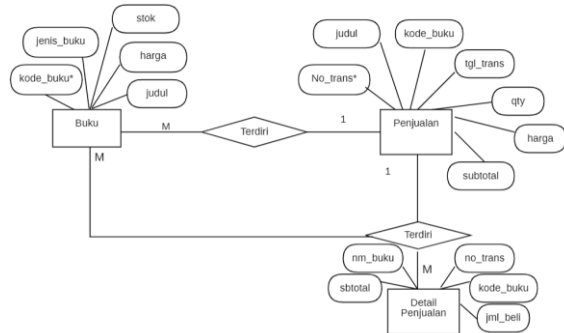 stok
jenis_buku
harga
kode_buku*
judul
Buku
M
Terdiri
1
judul
kode_buku
tgl_trans
No_trans*
qty
Penjualan
harga
subtotal
M
1
Terdiri
nm_buku
no_trans
M
sbtotal
kode_buku
Detail
Penjualan
jml_beli